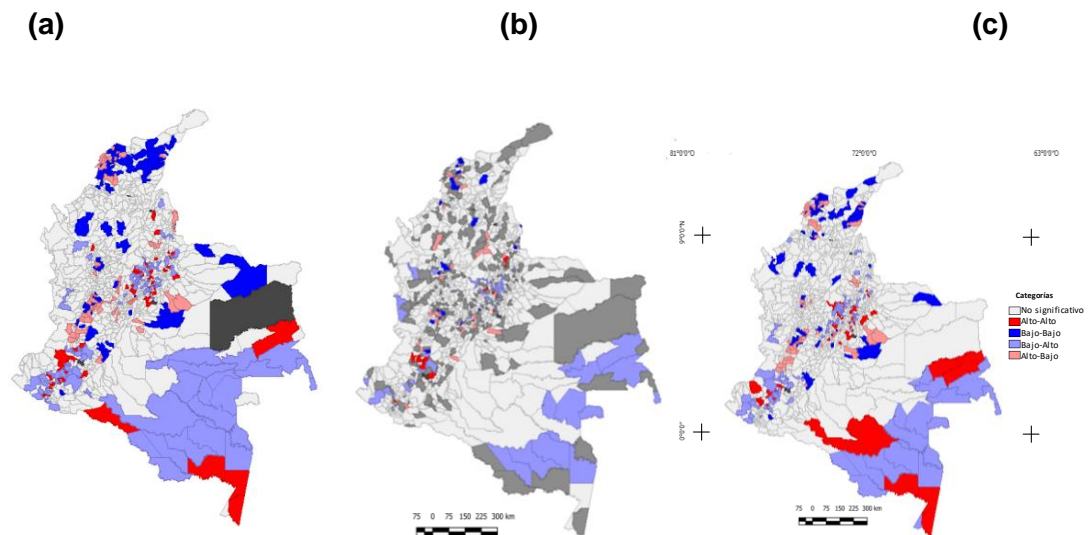 (a) (b) (c)
81°0'0"O 72°0'0"O 63°0'0"O
Categorías
No significativo
Alto-Alto
Bajo-Bajo
Bajo-Alto
Alto-Bajo
75 0 75 150 225 300 km
75 0 75 150 225 300 km